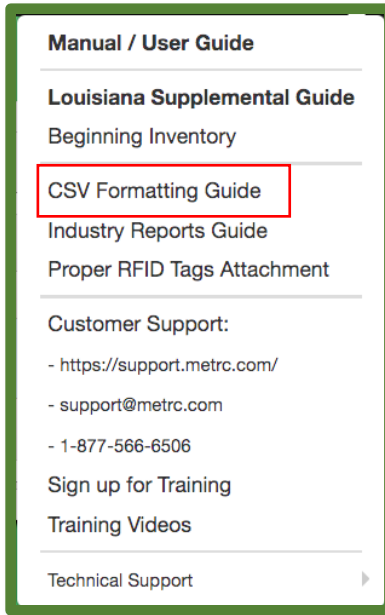 Manual / User Guide
Louisiana Supplemental Guide
Beginning Inventory
CSV Formatting Guide
Industry Reports Guide
Proper RFID Tags Attachment
Customer Support:
- https://support.metrc.com/
- support@metrc.com
- 1-877-566-6506
Sign up for Training
Training Videos
Technical Support